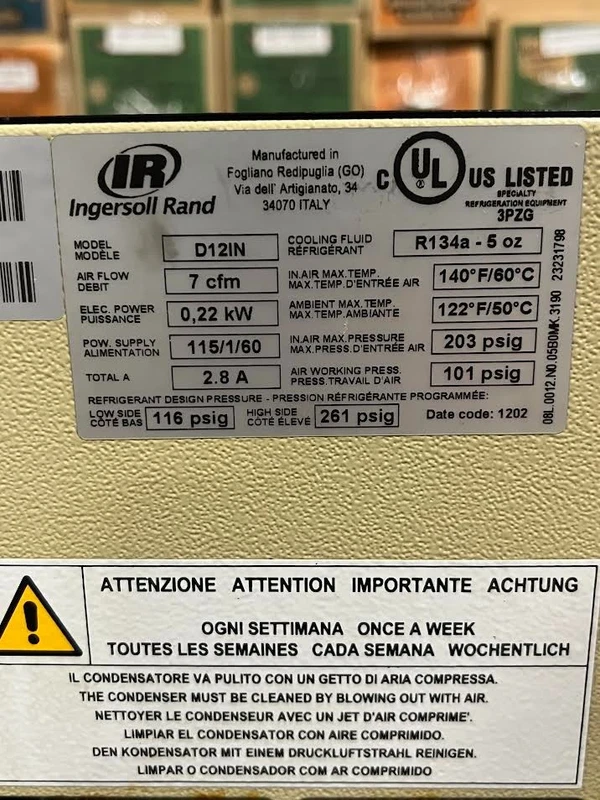 IR
Ingersoll Rand
Manufactured in
Fogliano Redipuglia (GO)
Via dell' Artigianato, 34
34070 ITALY
C UL ® US LISTED
SPECIALTY
REFRIGERATION EQUIPMENT
3PZG
MODEL
MODÈLE
D12IN
COOLING FLUID
RÉFRIGÉRANT
R134a - 5 oz
AIR FLOW
DEBIT
7 cfm
IN.AIR MAX.TEMP.
MAX.TEMP.D'ENTRÉE AIR
140°F/60°C
ELEC. POWER
PUISSANCE
0,22 kW
AMBIENT MAX.TEMP.
MAX.TEMP.AMBIANTE
122°F/50°C
POW. SUPPLY
ALIMENTATION
115/1/60
IN.AIR MAX.PRESSURE
MAX.PRESS.D'ENTRÉE AIR
203 psig
TOTAL A
2.8 A
AIR WORKING PRESS.
PRESS.TRAVAIL D'AIR
101 psig
REFRIGERANT DESIGN PRESSURE - PRESSION RÉFRIGÉRANTE PROGRAMMÉE:
LOW SIDE
CÔTÉ BAS
116 psig
HIGH SIDE
CÔTÉ ÉLEVÉ
261 psig
Date code: 1202
08L.0012.N0.05B0MK.3190 23231798
ATTENZIONE ATTENTION IMPORTANTE ACHTUNG
OGNI SETTIMANA ONCE A WEEK
TOUTES LES SEMAINES CADA SEMANA WOCHENTLICH
IL CONDENSATORE VA PULITO CON UN GETTO DI ARIA COMPRESSA.
THE CONDENSER MUST BE CLEANED BY BLOWING OUT WITH AIR.
NETTOYER LE CONDENSEUR AVEC UN JET D'AIR COMPRIME'.
LIMPIAR EL CONDENSATOR CON AIRE COMPRIMIDO.
DEN KONDENSATOR MIT EINEM DRUCKLUFTSTRAHL REINIGEN.
LIMPAR O CONDENSADOR COM AR COMPRIMIDO